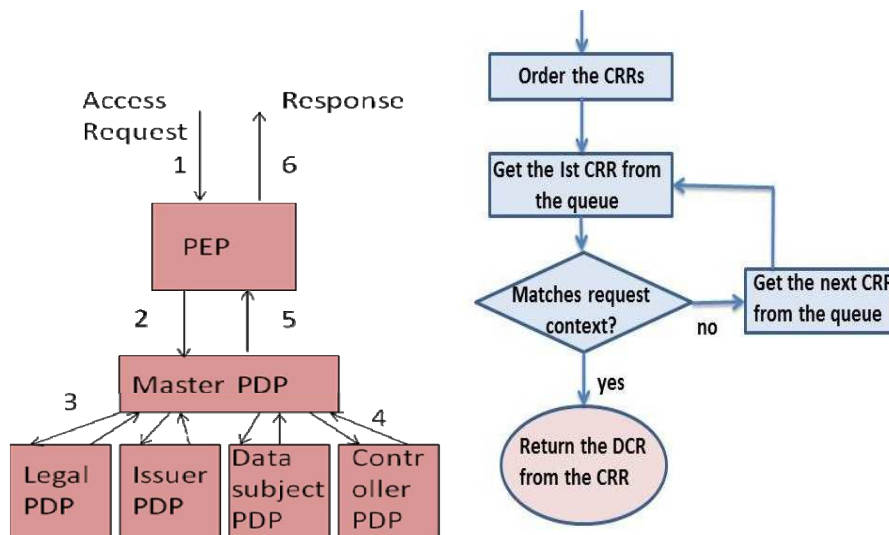 Access
Request
Response
1
6
PEP
2
5
Master PDP
3
4
Legal
PDP
Issuer
PDP
Data
subject
PDP
Contr
oller
PDP
Order the CRRs
Get the Ist CRR from
the queue
Matches request
context?
no
Get the next CRR
from the queue
yes
Return the DCR
from the CRR